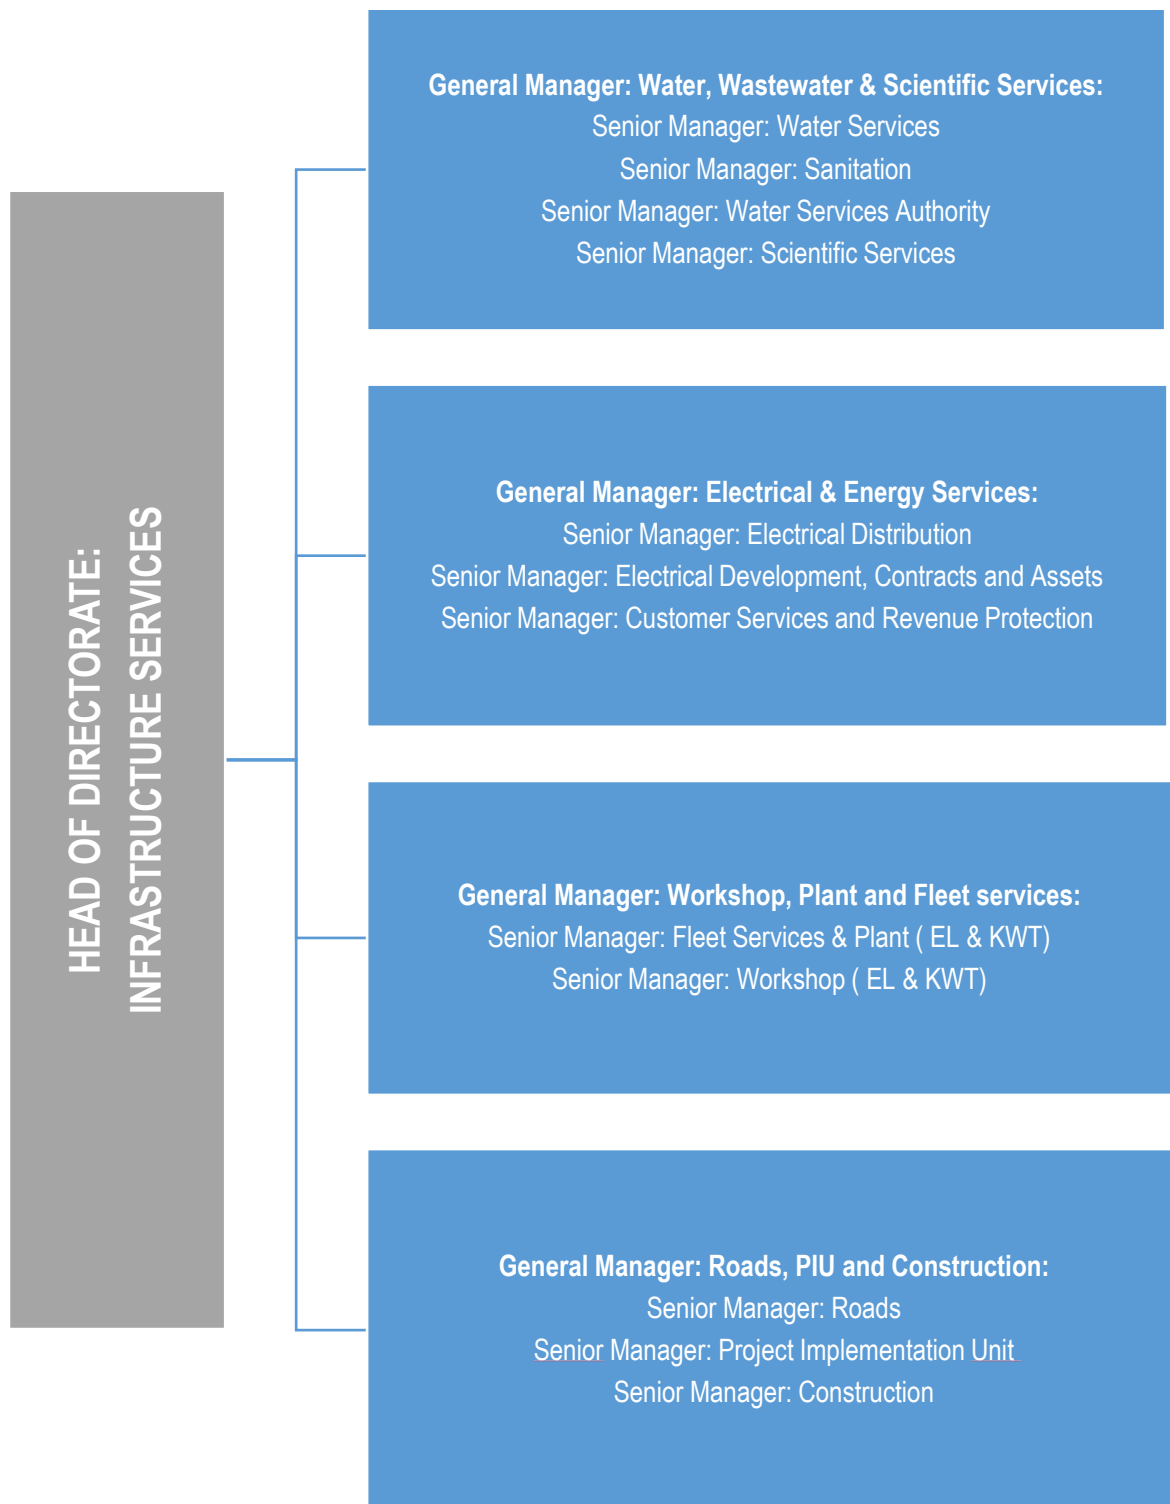 HEAD OF DIRECTORATE:
INFRASTRUCTURE SERVICES
General Manager: Water, Wastewater & Scientific Services:
Senior Manager: Water Services
Senior Manager: Sanitation
Senior Manager: Water Services Authority
Senior Manager: Scientific Services
General Manager: Electrical & Energy Services:
Senior Manager: Electrical Distribution
Senior Manager: Electrical Development, Contracts and Assets
Senior Manager: Customer Services and Revenue Protection
General Manager: Workshop, Plant and Fleet services:
Senior Manager: Fleet Services & Plant ( EL & KWT)
Senior Manager: Workshop ( EL & KWT)
General Manager: Roads, PIU and Construction:
Senior Manager: Roads
Senior Manager: Project Implementation Unit
Senior Manager: Construction